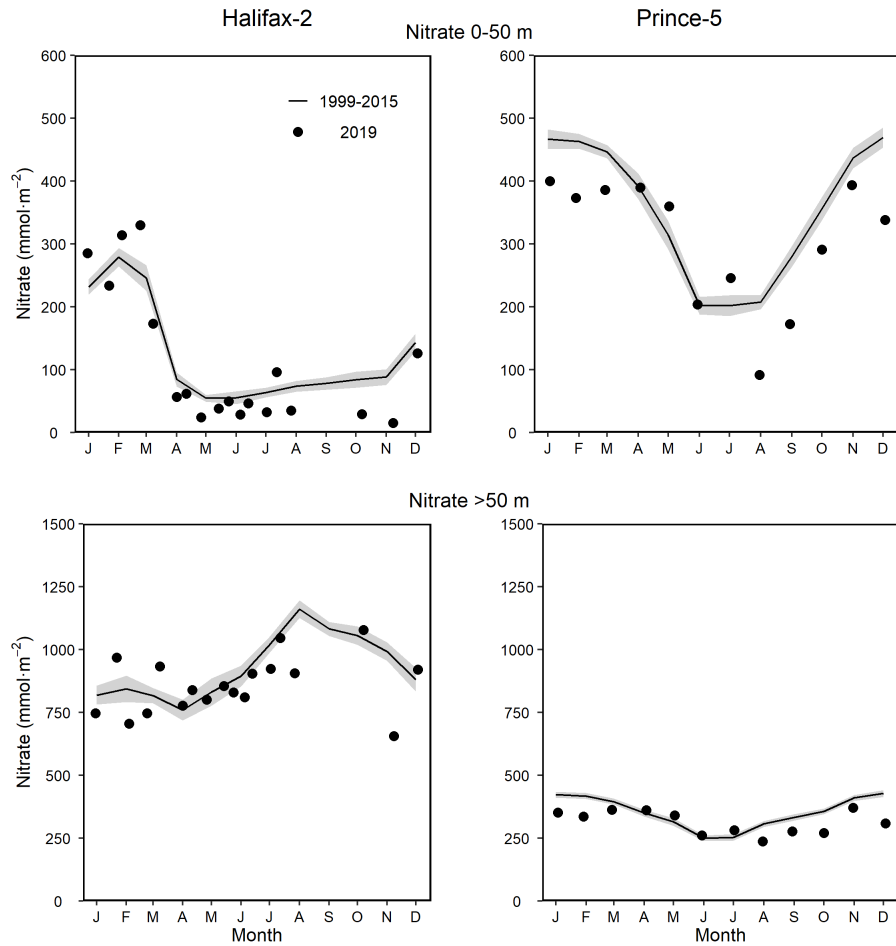 Halifax-2 Prince-5
Nitrate 0-50 m
600 600
500 500
400 400
300 300
200 200
100 100
0 0
Nitrate (mmol·m⁻²)
1999-2015
2019
J F M A M J J A S O N D J F M A M J J A S O N D
Nitrate >50 m
1500 1500
1250 1250
1000 1000
750 750
500 500
250 250
0 0
Nitrate (mmol·m⁻²)
J F M A M J J A S O N D J F M A M J J A S O N D
Month Month